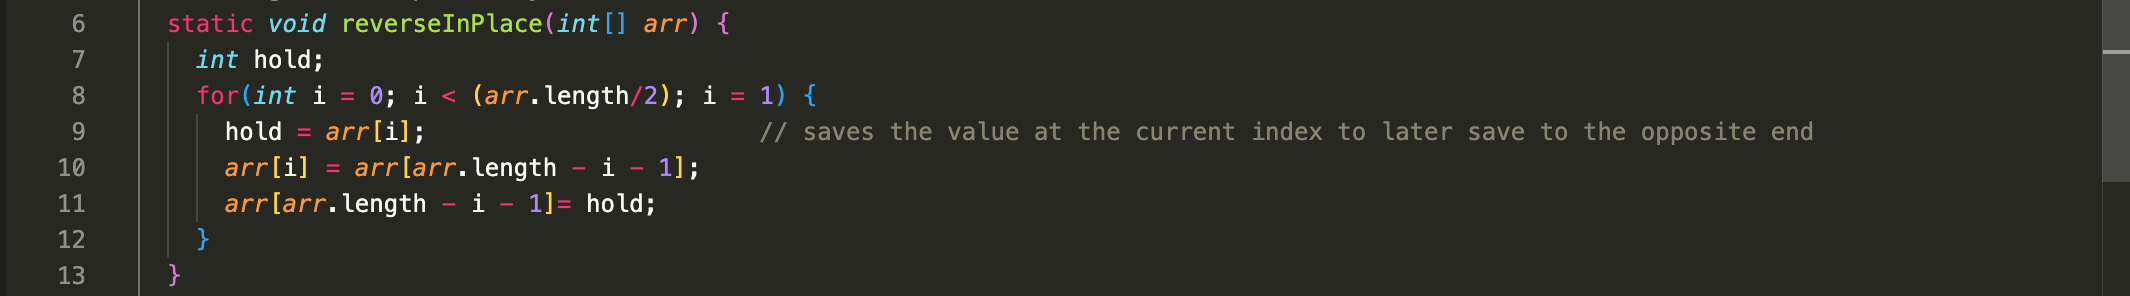 6 static void reverseInPlace(int[] arr) {
7 int hold;
8 for(int i = 0; i < (arr.length/2); i = 1) {
9 hold = arr[i]; // saves the value at the current index to later save to the opposite end
10 arr[i] = arr[arr.length - i - 1];
11 arr[arr.length - i - 1]= hold;
12 }
13 }